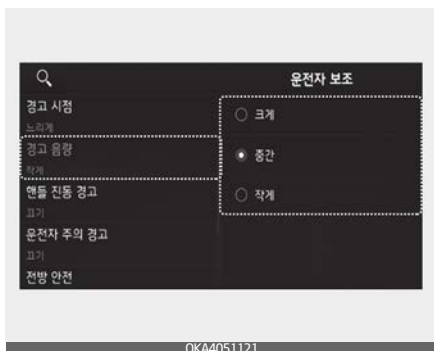 운전자 보조
경고 시점
느리게
경고 음량
작게
핸들 진동 경고
끄기
운전자 주의 경고
끄기
전방 안전
크게
중간
작게
OKA4051121